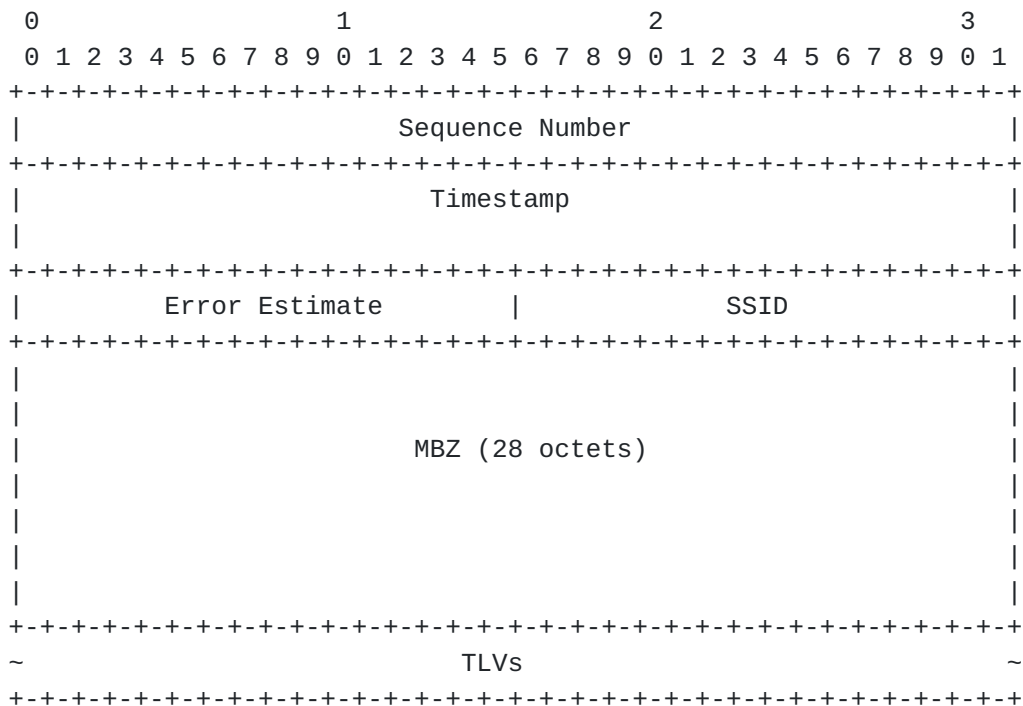 0                   1                   2                   3
 0 1 2 3 4 5 6 7 8 9 0 1 2 3 4 5 6 7 8 9 0 1 2 3 4 5 6 7 8 9 0 1
+-+-+-+-+-+-+-+-+-+-+-+-+-+-+-+-+-+-+-+-+-+-+-+-+-+-+-+-+-+-+-+-+
|                        Sequence Number                        |
+-+-+-+-+-+-+-+-+-+-+-+-+-+-+-+-+-+-+-+-+-+-+-+-+-+-+-+-+-+-+-+-+
|                          Timestamp                            |
|                                                               |
+-+-+-+-+-+-+-+-+-+-+-+-+-+-+-+-+-+-+-+-+-+-+-+-+-+-+-+-+-+-+-+-+
|         Error Estimate        |             SSID              |
+-+-+-+-+-+-+-+-+-+-+-+-+-+-+-+-+-+-+-+-+-+-+-+-+-+-+-+-+-+-+-+-+
|                                                               |
|                                                               |
|                         MBZ (28 octets)                       |
|                                                               |
|                                                               |
|                                                               |
|                                                               |
+-+-+-+-+-+-+-+-+-+-+-+-+-+-+-+-+-+-+-+-+-+-+-+-+-+-+-+-+-+-+-+-+
~                            TLVs                               ~
+-+-+-+-+-+-+-+-+-+-+-+-+-+-+-+-+-+-+-+-+-+-+-+-+-+-+-+-+-+-+-+-+